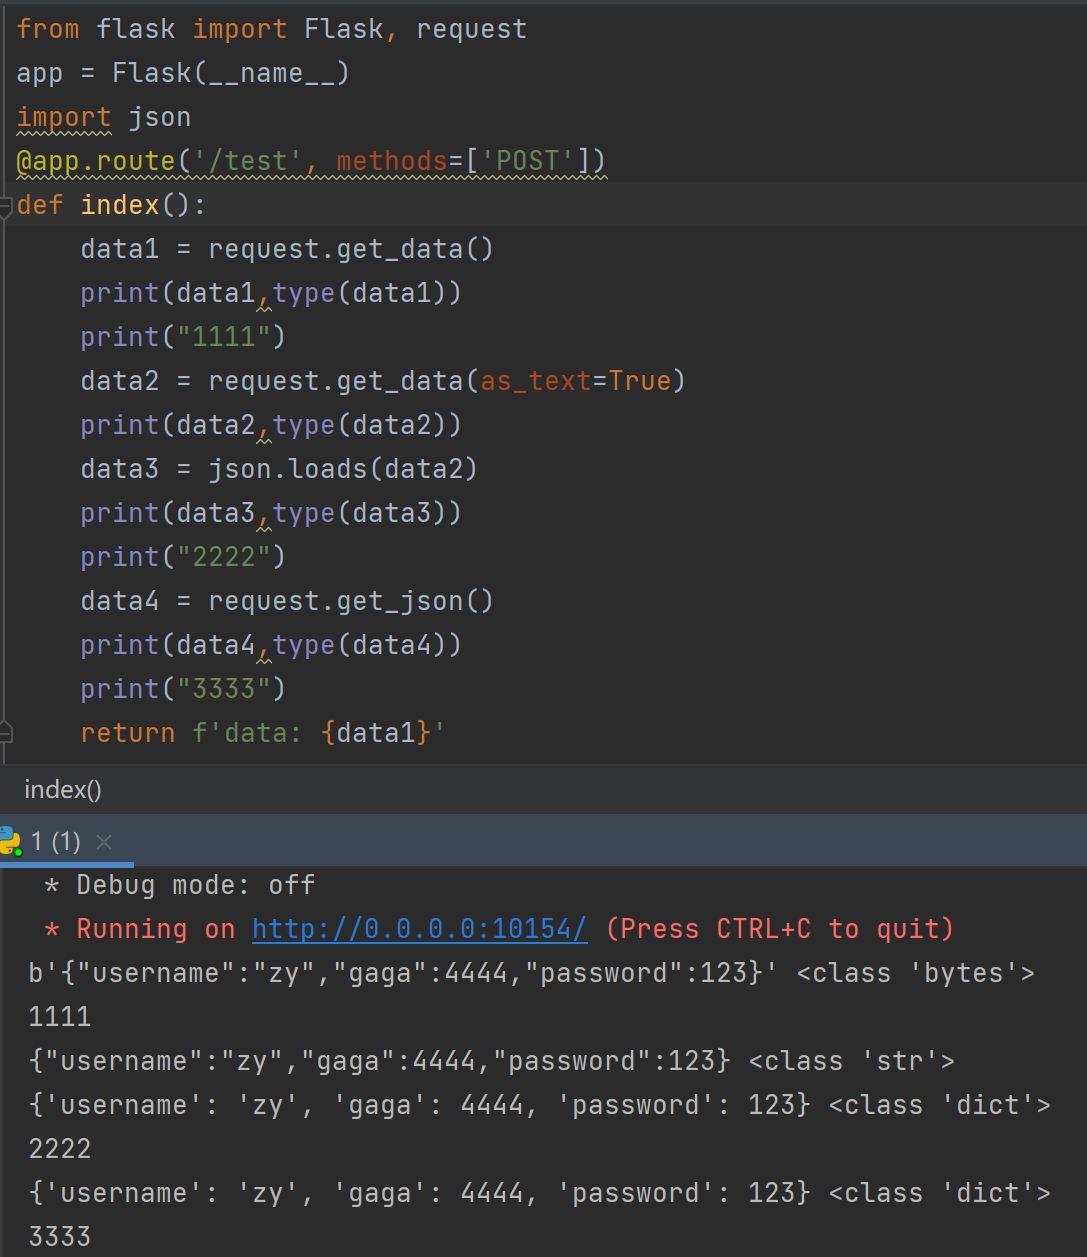 from flask import Flask, request
app = Flask(__name__)
import json
@app.route('/test', methods=['POST'])
def index():
    data1 = request.get_data()
    print(data1,type(data1))
    print("1111")
    data2 = request.get_data(as_text=True)
    print(data2,type(data2))
    data3 = json.loads(data2)
    print(data3,type(data3))
    print("2222")
    data4 = request.get_json()
    print(data4,type(data4))
    print("3333")
    return f'data: {data1}'
index()
1 (1) ×
 * Debug mode: off
 * Running on http://0.0.0.0:10154/ (Press CTRL+C to quit)
b'{"username":"zy","gaga":4444,"password":123}' <class 'bytes'>
1111
{"username":"zy","gaga":4444,"password":123} <class 'str'>
{'username': 'zy', 'gaga': 4444, 'password': 123} <class 'dict'>
2222
{'username': 'zy', 'gaga': 4444, 'password': 123} <class 'dict'>
3333